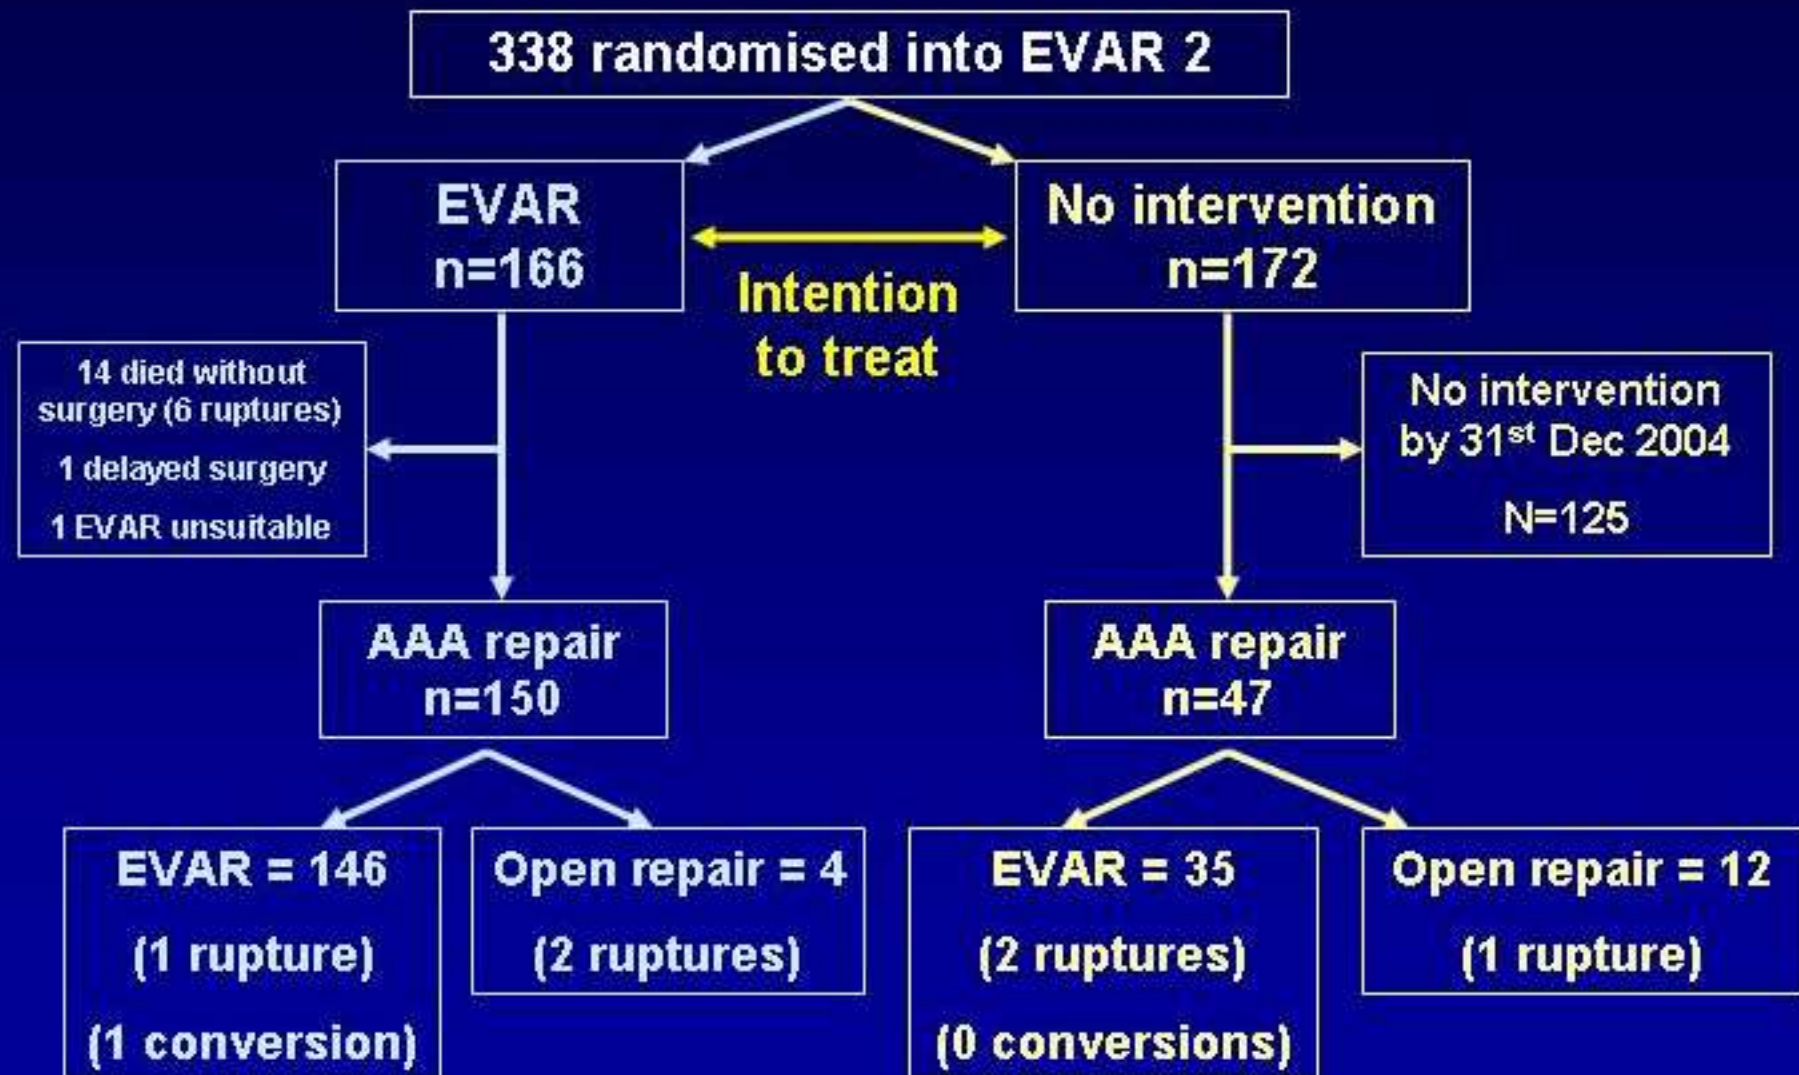 338 randomised into EVAR 2
EVAR
n=166
No intervention
n=172
Intention
to treat
14 died without
surgery (6 ruptures)
1 delayed surgery
1 EVAR unsuitable
No intervention
by 31st Dec 2004
N=125
AAA repair
n=150
AAA repair
n=47
EVAR = 146
(1 rupture)
(1 conversion)
Open repair = 4
(2 ruptures)
EVAR = 35
(2 ruptures)
(0 conversions)
Open repair = 12
(1 rupture)